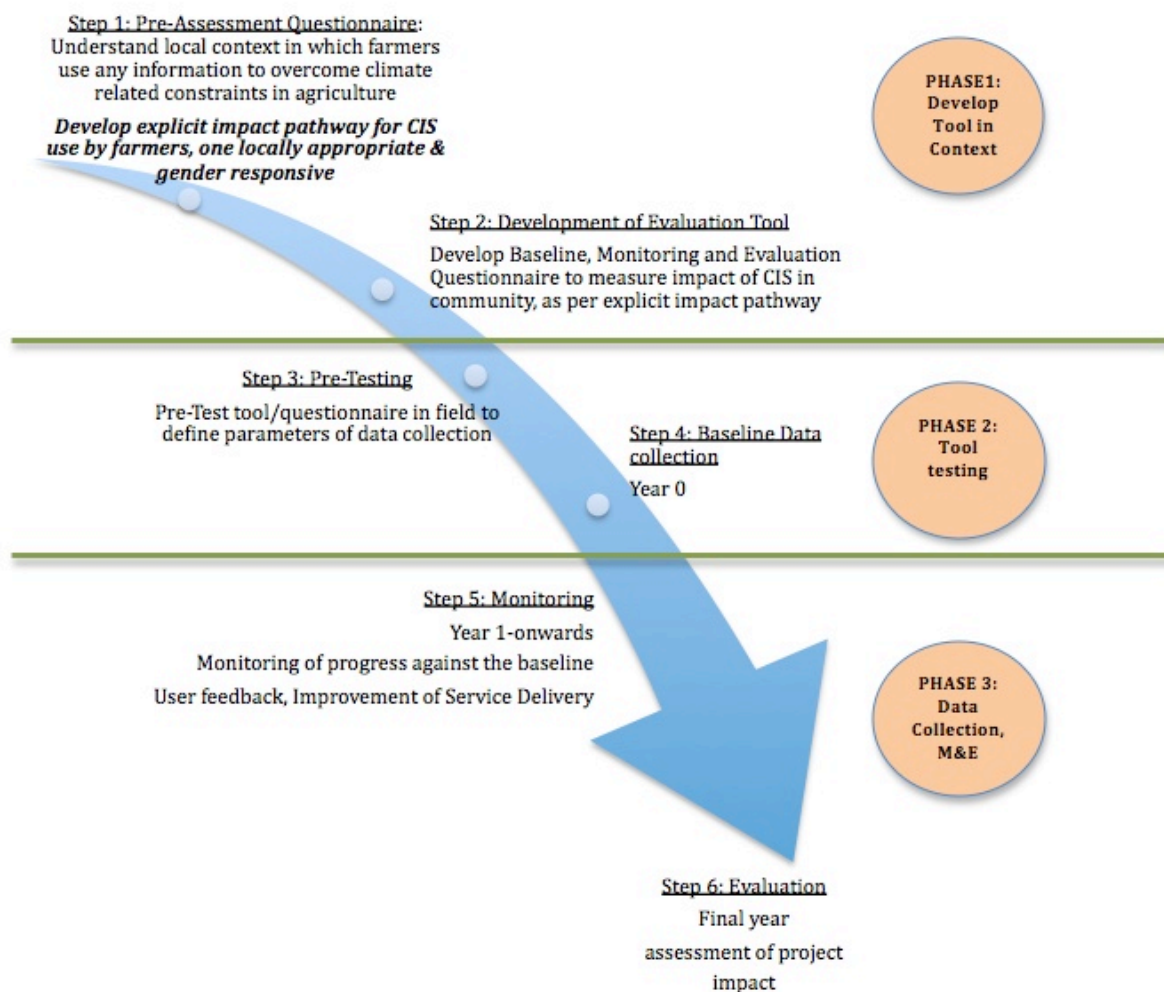 Step 1: Pre-Assessment Questionnaire:
Understand local context in which farmers
use any information to overcome climate
related constraints in agriculture
Develop explicit impact pathway for CIS
use by farmers, one locally appropriate &
gender responsive
PHASE1:
Develop
Tool in
Context
Step 2: Development of Evaluation Tool
Develop Baseline, Monitoring and Evaluation
Questionnaire to measure impact of CIS in
community, as per explicit impact pathway
Step 3: Pre-Testing
Pre-Test tool/questionnaire in field to
define parameters of data collection
Step 4: Baseline Data
collection
Year 0
PHASE 2:
Tool
testing
Step 5: Monitoring
Year 1-onwards
Monitoring of progress against the baseline
User feedback, Improvement of Service Delivery
PHASE 3:
Data
Collection,
M&E
Step 6: Evaluation
Final year
assessment of project
impact